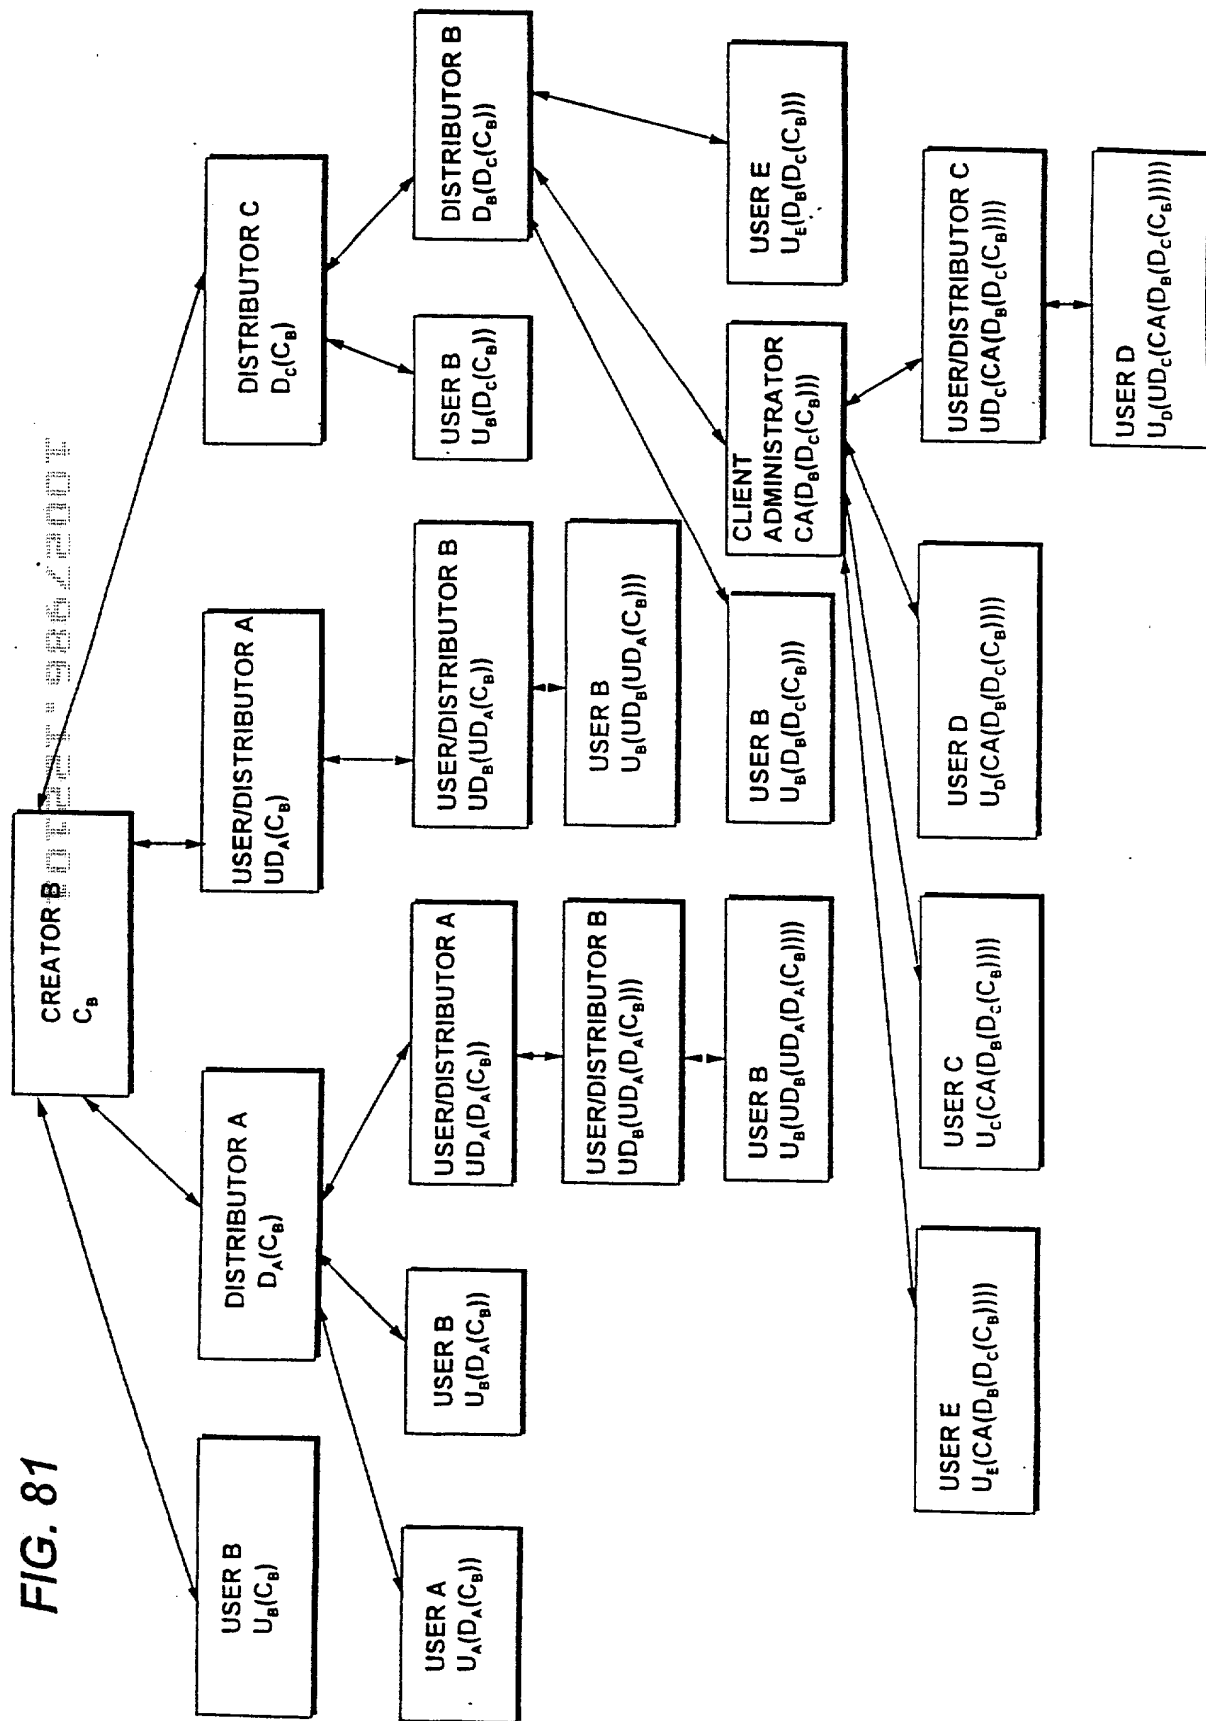 FIG. 81
CREATOR B
C_B
USER B
U_B(C_B)
DISTRIBUTOR A
D_A(C_B)
USER/DISTRIBUTOR A
UD_A(C_B)
DISTRIBUTOR C
D_C(C_B)
USER A
U_A(D_A(C_B))
USER B
U_B(D_A(C_B))
USER/DISTRIBUTOR A
UD_A(D_A(C_B))
USER/DISTRIBUTOR B
UD_B(UD_A(C_B))
USER B
U_B(D_C(C_B))
DISTRIBUTOR B
D_B(D_C(C_B))
USER/DISTRIBUTOR B
UD_B(UD_A(D_A(C_B)))
USER B
U_B(UD_B(UD_A(C_B)))
USER B
U_B(UD_B(UD_A(D_A(C_B))))
USER B
U_B(D_B(D_C(C_B)))
CLIENT
ADMINISTRATOR
CA(D_B(D_C(C_B)))
USER E
U_E(D_B(D_C(C_B)))
USER E
U_E(CA(D_B(D_C(C_B))))
USER C
U_C(CA(D_B(D_C(C_B))))
USER D
U_D(CA(D_B(D_C(C_B))))
USER/DISTRIBUTOR C
UD_C(CA(D_B(D_C(C_B))))
USER D
U_D(UD_C(CA(D_B(D_C(C_B)))))